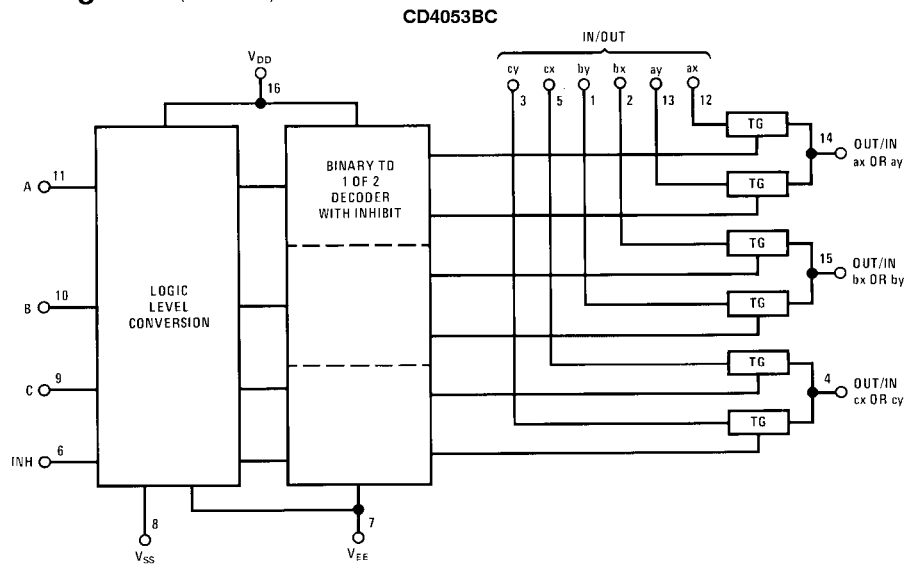 CD4053BC
IN/OUT
cy cx by bx ay ax
3 5 1 2 13 12
VDD
16
TG
14
OUT/IN
ax OR ay
TG
A 11
BINARY TO
1 OF 2
DECODER
WITH INHIBIT
TG
15
OUT/IN
bx OR by
TG
B 10
LOGIC
LEVEL
CONVERSION
TG
4
OUT/IN
cx OR cy
TG
C 9
INH 6
8
VSS
7
VEE